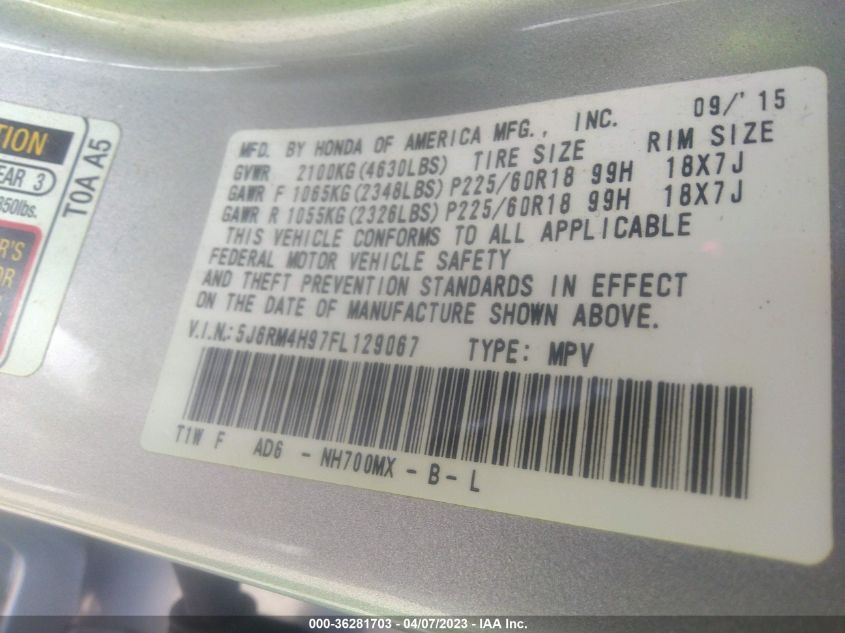 TION
EAR 3
850lbs.
R'S
OR
T0A A5
MFD. BY HONDA OF AMERICA MFG., INC. 09/'15
GVWR 2100KG(4630LBS) TIRE SIZE RIM SIZE
GAWR F 1065KG(2348LBS) P225/60R18 99H 18X7J
GAWR R 1055KG(2326LBS) P225/60R18 99H 18X7J
THIS VEHICLE CONFORMS TO ALL APPLICABLE
FEDERAL MOTOR VEHICLE SAFETY
AND THEFT PREVENTION STANDARDS IN EFFECT
ON THE DATE OF MANUFACTURE SHOWN ABOVE.
V.I.N.: 5J6RM4H97FL129067 TYPE: MPV
T1W F AD6 - NH700MX - B - L
000-36281703 - 04/07/2023 - IAA Inc.